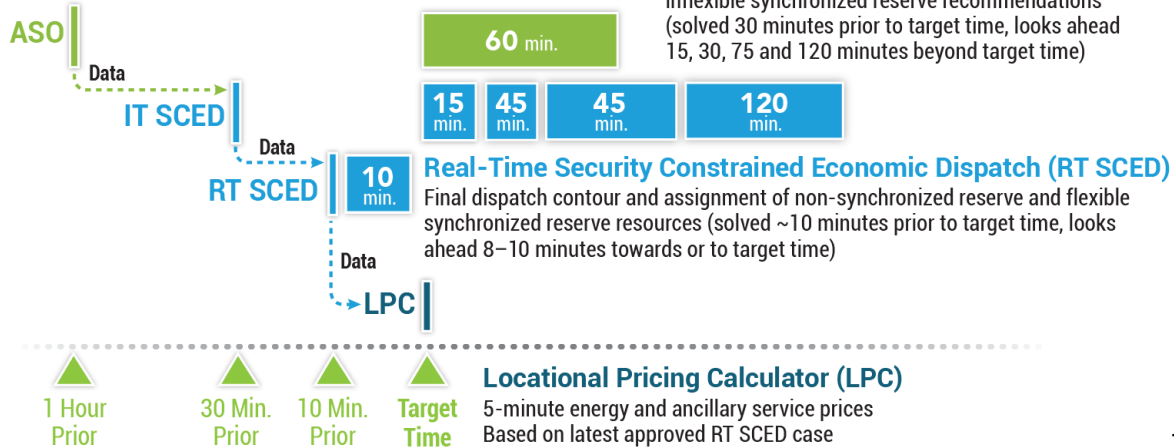 inflexible synchronized reserve recommendations
(solved 30 minutes prior to target time, looks ahead
15, 30, 75 and 120 minutes beyond target time)
ASO
60 min.
Data
IT SCED
15 min.
45 min.
45 min.
120 min.
Data
RT SCED
10 min.
Real-Time Security Constrained Economic Dispatch (RT SCED)
Final dispatch contour and assignment of non-synchronized reserve and flexible
synchronized reserve resources (solved ~10 minutes prior to target time, looks
ahead 8–10 minutes towards or to target time)
Data
LPC
1 Hour
Prior
30 Min.
Prior
10 Min.
Prior
Target
Time
Locational Pricing Calculator (LPC)
5-minute energy and ancillary service prices
Based on latest approved RT SCED case